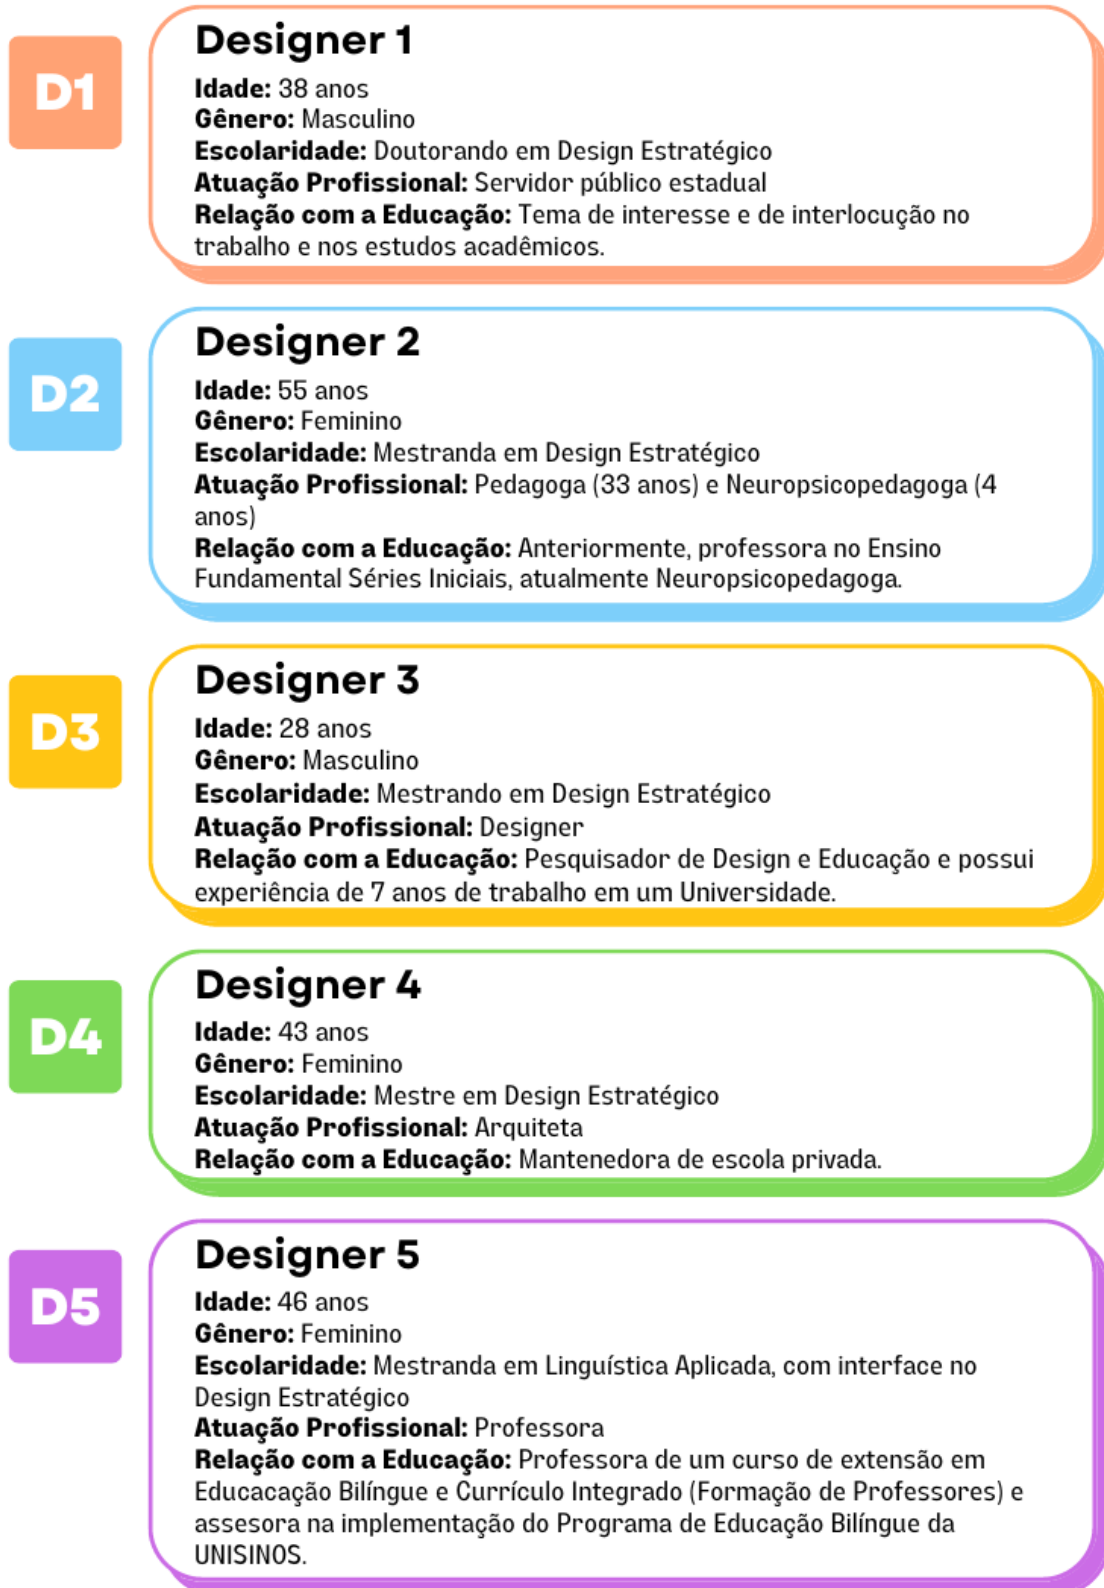 D1
Designer 1
Idade: 38 anos
Gênero: Masculino
Escolaridade: Doutorando em Design Estratégico
Atuação Profissional: Servidor público estadual
Relação com a Educação: Tema de interesse e de interlocução no
trabalho e nos estudos acadêmicos.
D2
Designer 2
Idade: 55 anos
Gênero: Feminino
Escolaridade: Mestranda em Design Estratégico
Atuação Profissional: Pedagoga (33 anos) e Neuropsicopedagoga (4
anos)
Relação com a Educação: Anteriormente, professora no Ensino
Fundamental Séries Iniciais, atualmente Neuropsicopedagoga.
D3
Designer 3
Idade: 28 anos
Gênero: Masculino
Escolaridade: Mestrando em Design Estratégico
Atuação Profissional: Designer
Relação com a Educação: Pesquisador de Design e Educação e possui
experiência de 7 anos de trabalho em um Universidade.
D4
Designer 4
Idade: 43 anos
Gênero: Feminino
Escolaridade: Mestre em Design Estratégico
Atuação Profissional: Arquiteta
Relação com a Educação: Mantenedora de escola privada.
D5
Designer 5
Idade: 46 anos
Gênero: Feminino
Escolaridade: Mestranda em Linguística Aplicada, com interface no
Design Estratégico
Atuação Profissional: Professora
Relação com a Educação: Professora de um curso de extensão em
Educacação Bilíngue e Currículo Integrado (Formação de Professores) e
assesora na implementação do Programa de Educação Bilíngue da
UNISINOS.